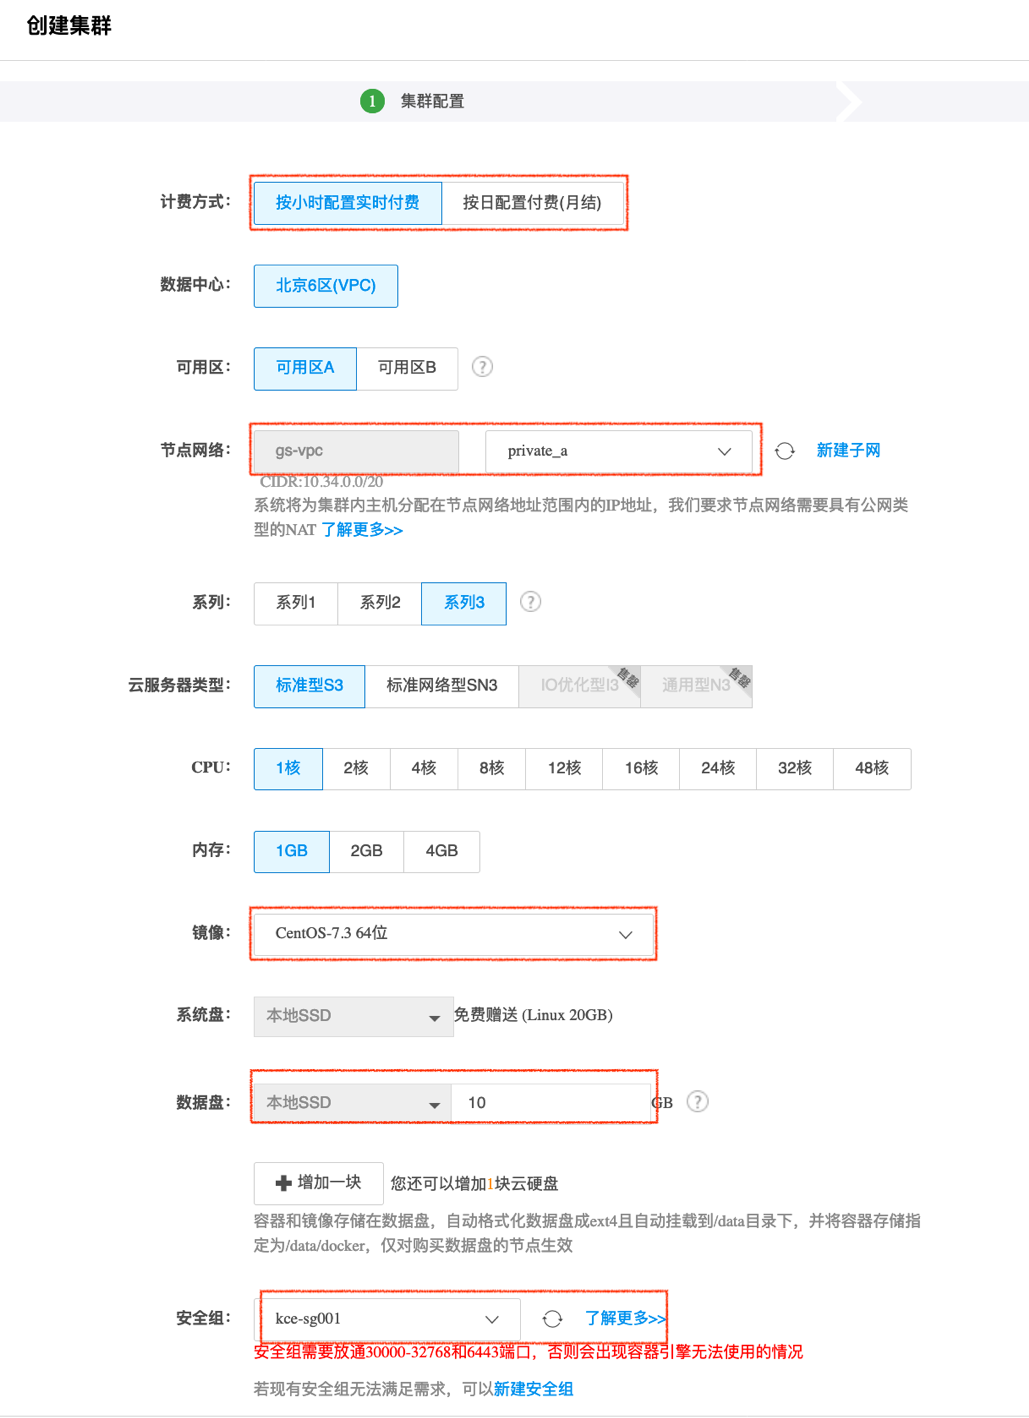 创建集群
1 集群配置
计费方式： 按小时配置实时付费 按日配置付费(月结)
数据中心： 北京6区(VPC)
可用区： 可用区A 可用区B ?
节点网络： gs-vpc private_a 新建子网
CIDR:10.34.0.0/20
系统将为集群内主机分配在节点网络地址范围内的IP地址，我们要求节点网络需要具有公网类
型的NAT 了解更多>>
系列： 系列1 系列2 系列3 ?
云服务器类型： 标准型S3 标准网络型SN3 IO优化型I3 售罄 通用型N3 售罄
CPU： 1核 2核 4核 8核 12核 16核 24核 32核 48核
内存： 1GB 2GB 4GB
镜像： CentOS-7.3 64位
系统盘： 本地SSD 免费赠送 (Linux 20GB)
数据盘： 本地SSD 10 GB ?
增加一块 您还可以增加1块云硬盘
容器和镜像存储在数据盘，自动格式化数据盘成ext4且自动挂载到/data目录下，并将容器存储指
定为/data/docker，仅对购买数据盘的节点生效
安全组： kce-sg001 了解更多>>
安全组需要放通30000-32768和6443端口，否则会出现容器引擎无法使用的情况
若现有安全组无法满足需求，可以新建安全组